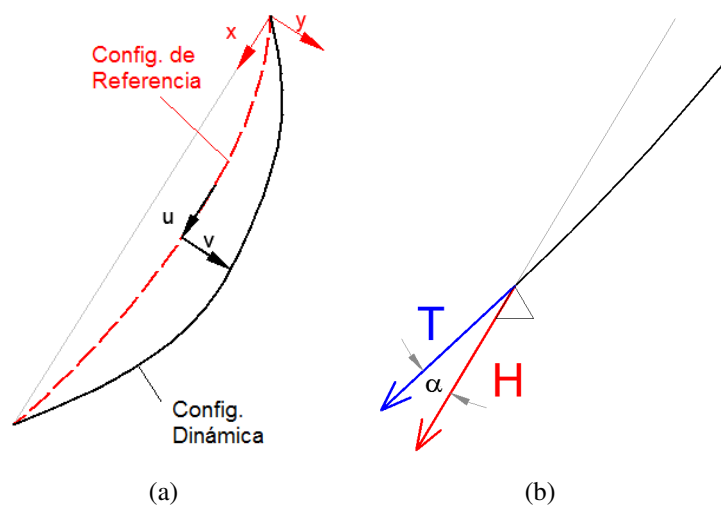 x
y
Config. de
Referencia
u
v
Config.
Dinámica
(a)
T
α
H
(b)